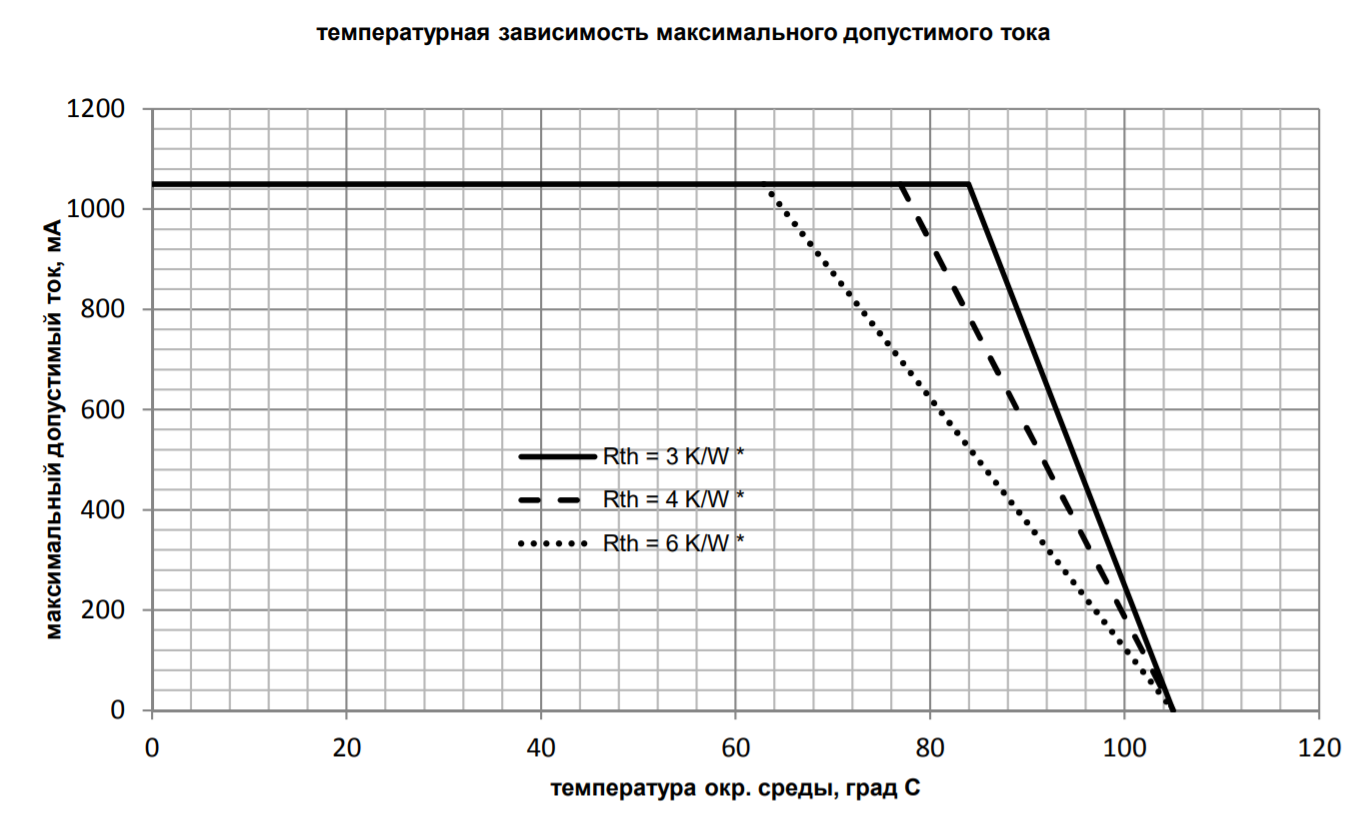 температурная зависимость максимального допустимого тока
1200
1000
800
600
400
200
0
максимальный допустимый ток, мА
Rth = 3 K/W *
Rth = 4 K/W *
Rth = 6 K/W *
0 20 40 60 80 100 120
температура окр. среды, град С